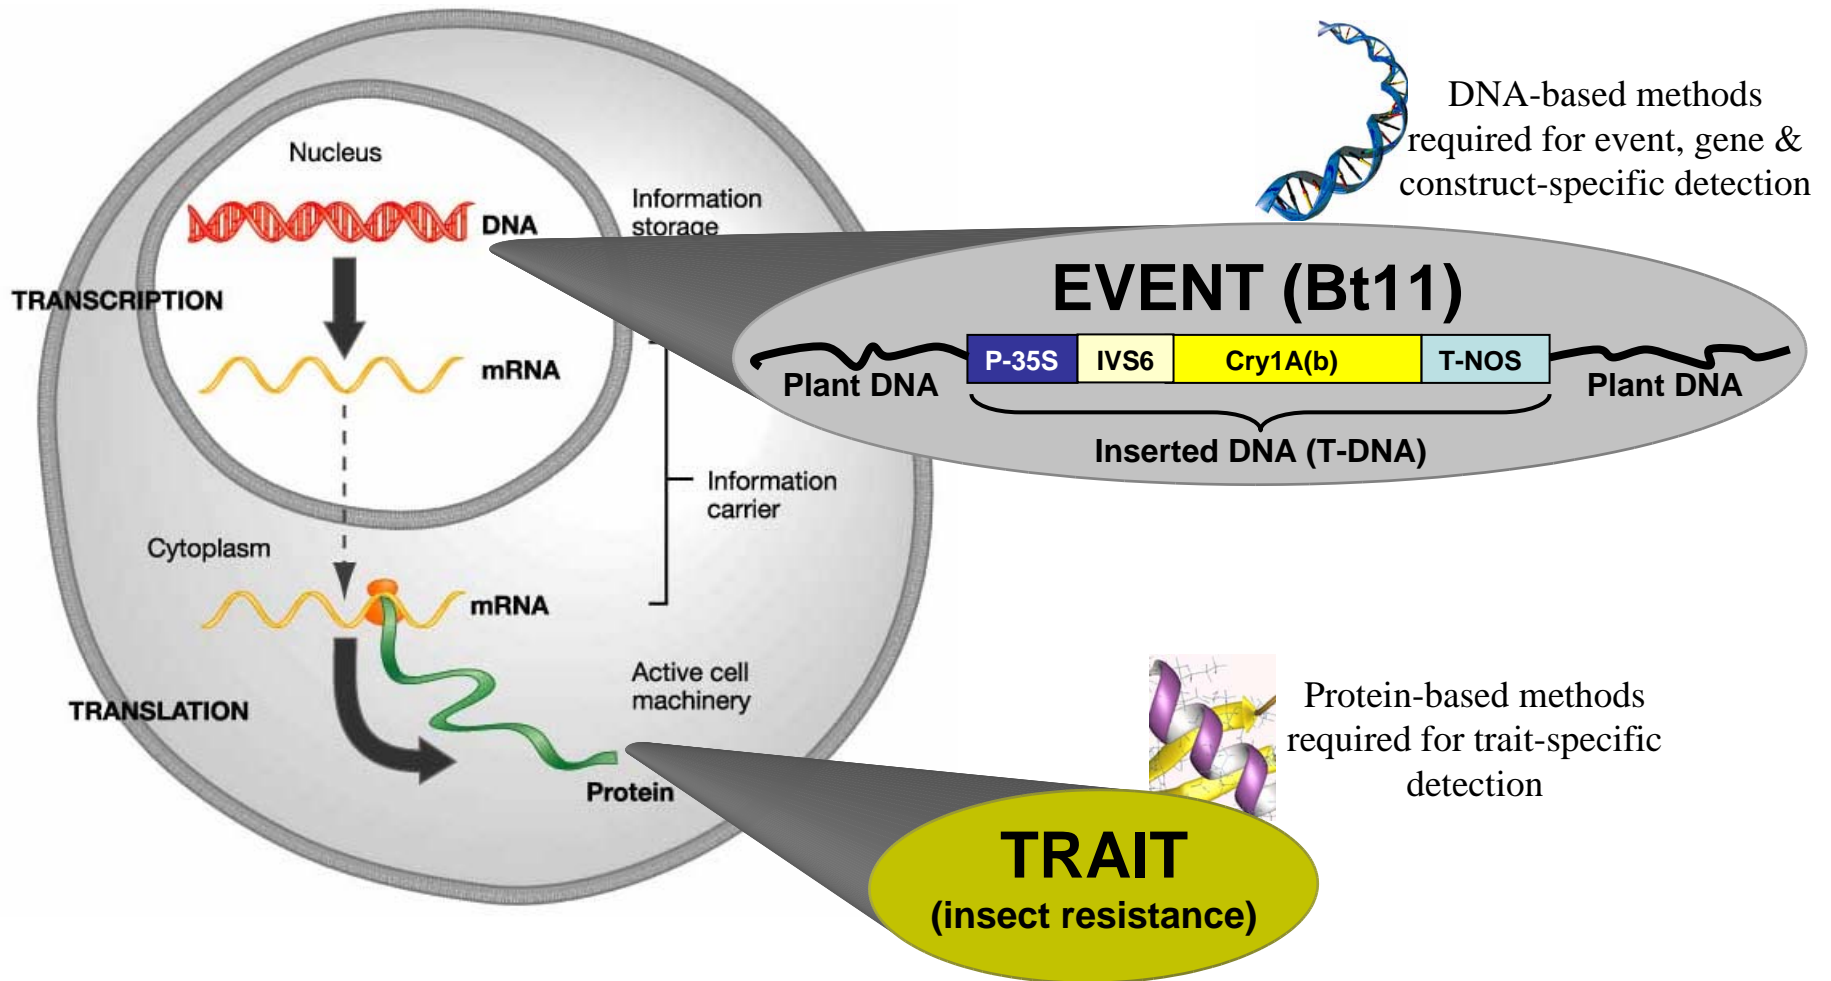 Nucleus
DNA
Information
storage
TRANSCRIPTION
mRNA
Information
carrier
Cytoplasm
mRNA
Active cell
machinery
TRANSLATION
Protein
DNA-based methods
required for event, gene &
construct-specific detection
EVENT (Bt11)
P-35S IVS6 Cry1A(b) T-NOS
Plant DNA Plant DNA
Inserted DNA (T-DNA)
Protein-based methods
required for trait-specific
detection
TRAIT
(insect resistance)